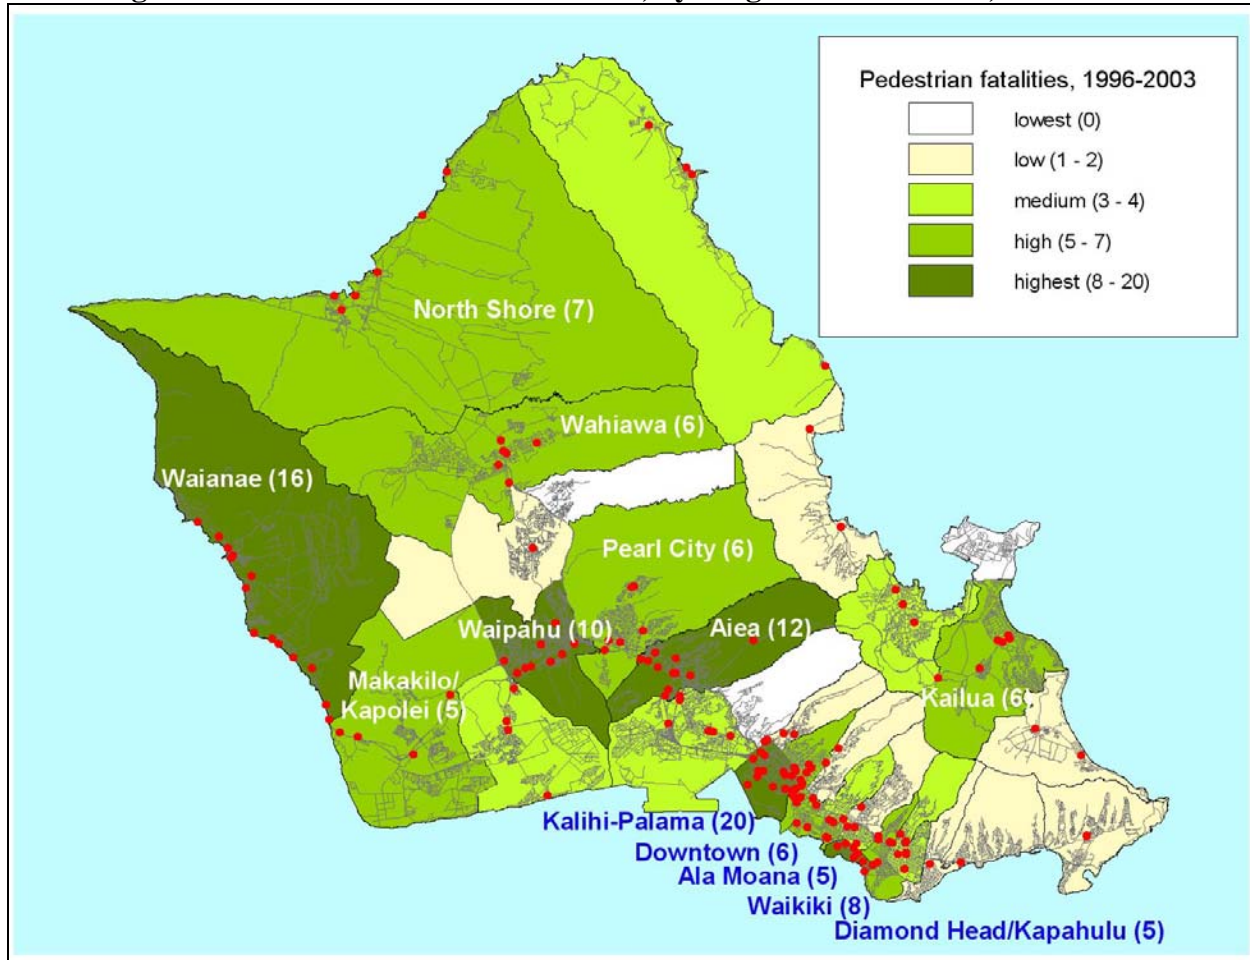 Pedestrian fatalities, 1996-2003
lowest (0)
low (1 - 2)
medium (3 - 4)
high (5 - 7)
highest (8 - 20)
North Shore (7)
Wahiawa (6)
Waianae (16)
Pearl City (6)
Waipahu (10)
Aiea (12)
Makakilo/
Kapolei (5)
Kailua (6)
Kalihi-Palama (20)
Downtown (6)
Ala Moana (5)
Waikiki (8)
Diamond Head/Kapahulu (5)